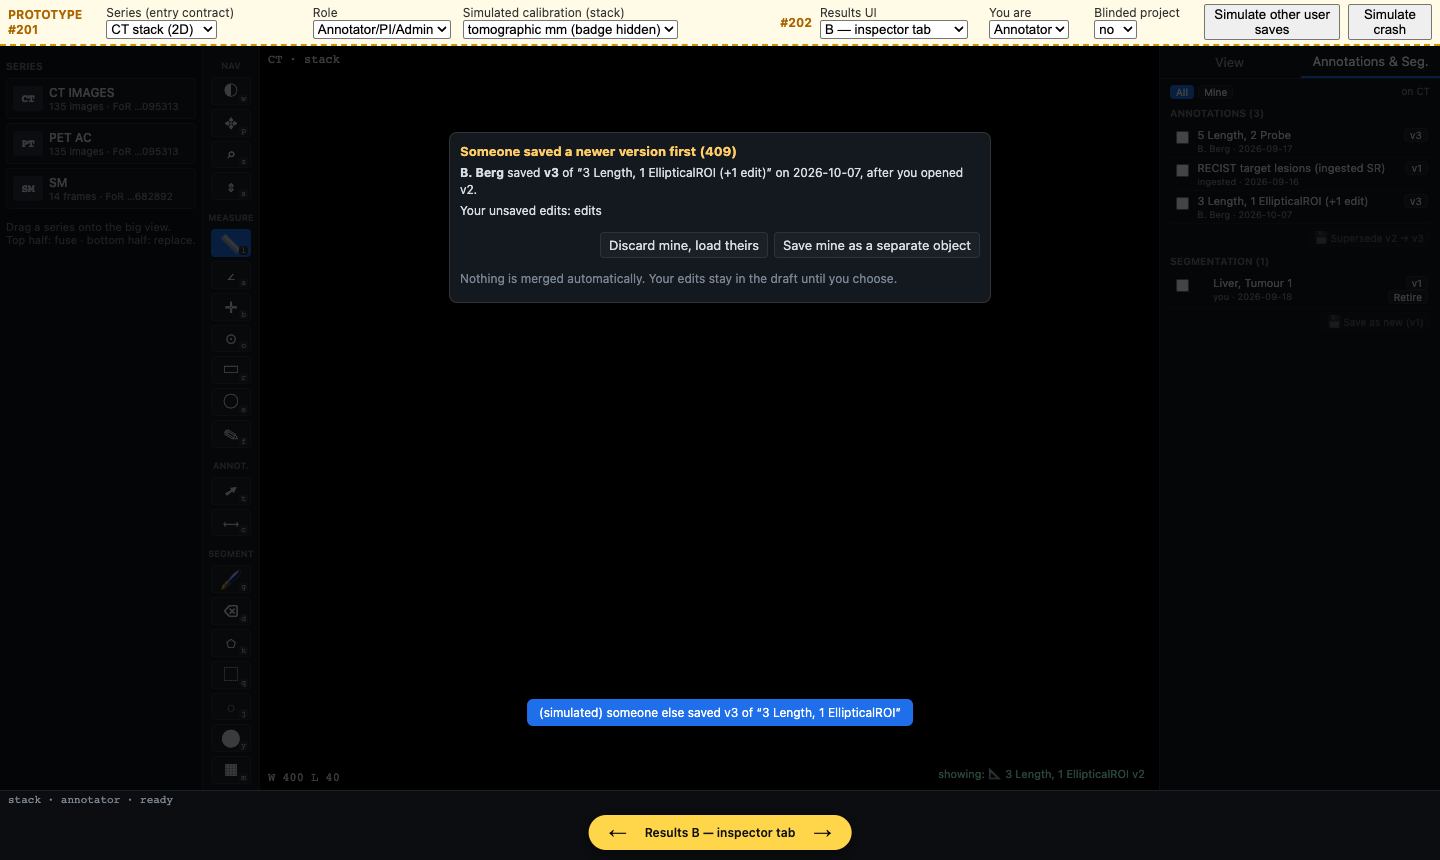 PROTOTYPE
#201
Series (entry contract)
CT stack (2D)
Role
Annotator/PI/Admin
Simulated calibration (stack)
tomographic mm (badge hidden)
#202
Results UI
B — inspector tab
You are
Annotator
Blinded project
no
Simulate other user
saves
Simulate
crash
SERIES
CT
CT IMAGES
135 images · FoR …095313
PT
PET AC
135 images · FoR …095313
SM
SM
14 frames · FoR …682892
Drag a series onto the big view.
Top half: fuse · bottom half: replace.
NAV
MEASURE
ANNOT.
SEGMENT
CT · stack
Someone saved a newer version first (409)
B. Berg saved v3 of “3 Length, 1 EllipticalROI (+1 edit)” on 2026-10-07, after you opened
v2.
Your unsaved edits: edits
Discard mine, load theirs
Save mine as a separate object
Nothing is merged automatically. Your edits stay in the draft until you choose.
(simulated) someone else saved v3 of “3 Length, 1 EllipticalROI”
W 400 L 40
showing: 3 Length, 1 EllipticalROI v2
View
Annotations & Seg.
All
Mine
on CT
ANNOTATIONS (3)
5 Length, 2 Probe
v3
B. Berg · 2026-09-17
RECIST target lesions (ingested SR)
v1
ingested · 2026-09-16
3 Length, 1 EllipticalROI (+1 edit)
v3
B. Berg · 2026-10-07
Supersede v2 → v3
SEGMENTATION (1)
Liver, Tumour 1
v1
you · 2026-09-18
Retire
Save as new (v1)
stack · annotator · ready
← Results B — inspector tab →